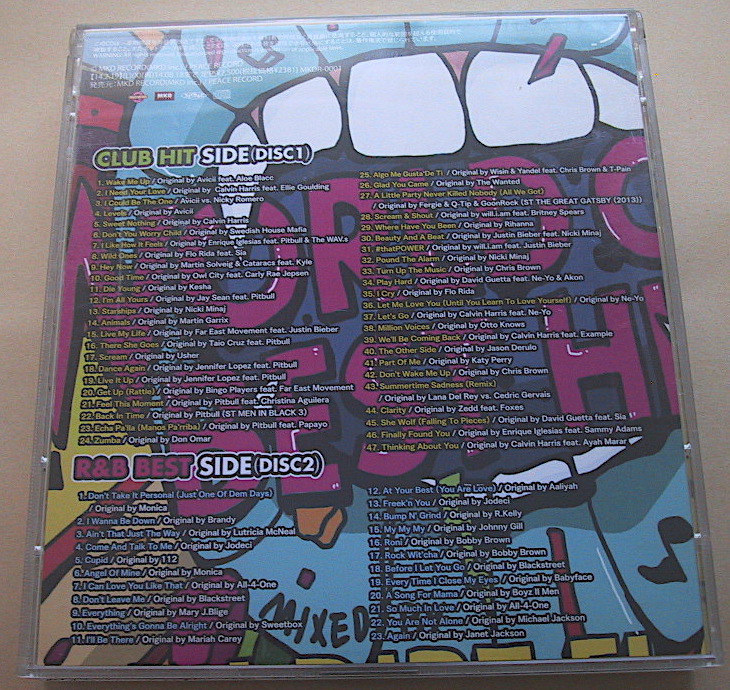 WARNING: All rights
© MKD RECORD(MKD inc.) / PEACE RECORD
発売元：MKD RECORD(MKD inc.) / PEACE RECORD
MKD
CLUB HIT SIDE(DISC1)
1. Wake Me Up / Original by Avicii feat. Aloe Blacc
2. I Need Your Love / Original by Calvin Harris feat. Ellie Goulding
3. I Could Be The One / Avicii vs. Nicky Romero
4. Levels / Original by Avicii
5. Sweet Nothing / Original by Calvin Harris
6. Don't You Worry Child / Original by Swedish House Mafia
7. I Like How It Feels / Original by Enrique Iglesias feat. Pitbull & The WAV.s
8. Wild Ones / Original by Flo Rida feat. Sia
9. Hey Now / Original by Martin Solveig & Cataracs feat. Kyle
10. Good Time / Original by Owl City feat. Carly Rae Jepsen
11. Die Young / Original by Kesha
12. I'm All Yours / Original by Jay Sean feat. Pitbull
13. Starships / Original by Nicki Minaj
14. Animals / Original by Martin Garrix
15. Live My Life / Original by Far East Movement feat. Justin Bieber
16. There She Goes / Original by Taio Cruz feat. Pitbull
17. Scream / Original by Usher
18. Dance Again / Original by Jennifer Lopez feat. Pitbull
19. Live It Up / Original by Jennifer Lopez feat. Pitbull
20. Get Up (Rattle) / Original by Bingo Players feat. Far East Movement
21. Feel This Moment / Original by Pitbull feat. Christina Aguilera
22. Back In Time / Original by Pitbull (ST MEN IN BLACK 3)
23. Echa Pa'lla (Manos Pa'rriba) / Original by Pitbull feat. Papayo
24. Zumba / Original by Don Omar
25. Algo Me Gusta De Ti / Original by Wisin & Yandel feat. Chris Brown & T-Pain
26. Glad You Came / Original by The Wanted
27. A Little Party Never Killed Nobody (All We Got)
/ Original by Fergie & Q-Tip & GoonRock (ST THE GREAT GATSBY (2013))
28. Scream & Shout / Original by will.i.am feat. Britney Spears
29. Where Have You Been / Original by Rihanna
30. Beauty And A Beat / Original by Justin Bieber feat. Nicki Minaj
31. #thatPOWER / Original by will.i.am feat. Justin Bieber
32. Pound The Alarm / Original by Nicki Minaj
33. Turn Up The Music / Original by Chris Brown
34. Play Hard / Original by David Guetta feat. Ne-Yo & Akon
35. I Cry / Original by Flo Rida
36. Let Me Love You (Until You Learn To Love Yourself) / Original by Ne-Yo
37. Let's Go / Original by Calvin Harris feat. Ne-Yo
38. Million Voices / Original by Otto Knows
39. We'll Be Coming Back / Original by Calvin Harris feat. Example
40. The Other Side / Original by Jason Derulo
41. Part Of Me / Original by Katy Perry
42. Don't Wake Me Up / Original by Chris Brown
43. Summertime Sadness (Remix)
/ Original by Lana Del Rey vs. Cedric Gervais
44. Clarity / Original by Zedd feat. Foxes
45. She Wolf (Falling To Pieces) / Original by David Guetta feat. Sia
46. Finally Found You / Original by Enrique Iglesias feat. Sammy Adams
47. Thinking About You / Original by Calvin Harris feat. Ayah Marar
R&B BEST SIDE(DISC2)
1. Don't Take It Personal (Just One Of Dem Days)
/ Original by Monica
2. I Wanna Be Down / Original by Brandy
3. Ain't That Just The Way / Original by Lutricia McNeal
4. Come And Talk To Me / Original by Jodeci
5. Cupid / Original by 112
6. Angel Of Mine / Original by Monica
7. I Can Love You Like That / Original by All-4-One
8. Don't Leave Me / Original by Blackstreet
9. Everything / Original by Mary J.Blige
10. Everything's Gonna Be Alright / Original by Sweetbox
11. I'll Be There / Original by Mariah Carey
12. At Your Best (You Are Love) / Original by Aaliyah
13. Freek'n You / Original by Jodeci
14. Bump N' Grind / Original by R.Kelly
15. My My My / Original by Johnny Gill
16. Roni / Original by Bobby Brown
17. Rock Wit'cha / Original by Bobby Brown
18. Before I Let You Go / Original by Blackstreet
19. Every Time I Close My Eyes / Original by Babyface
20. A Song For Mama / Original by Boyz II Men
21. So Much In Love / Original by All-4-One
22. You Are Not Alone / Original by Michael Jackson
23. Again / Original by Janet Jackson
MIXED